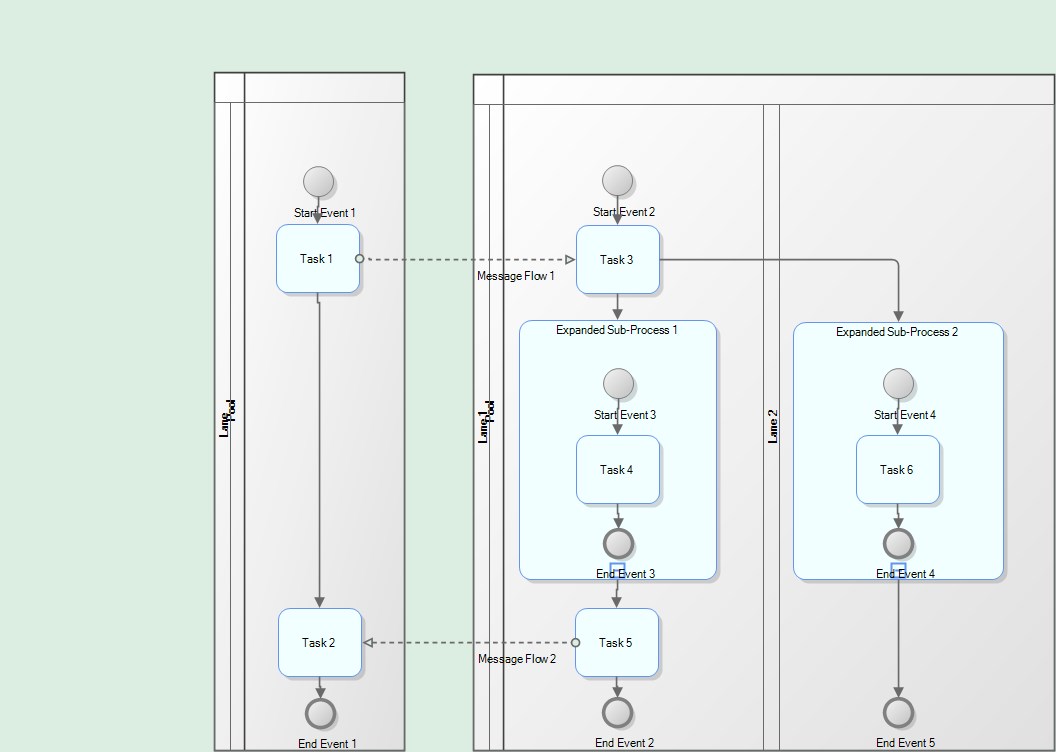 Start Event 1
Start Event 2
Task 1
Task 3
Message Flow 1
Expanded Sub-Process 1
Expanded Sub-Process 2
Lane
Pool
Lane 1
Pool
Lane 2
Start Event 3
Start Event 4
Task 4
Task 6
End Event 3
End Event 4
Task 2
Task 5
Message Flow 2
End Event 1
End Event 2
End Event 5